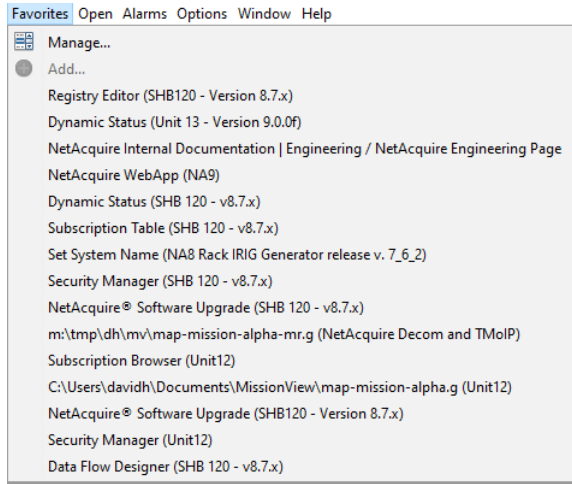 Favorites Open Alarms Options Window Help
Manage...
Add...
Registry Editor (SHB120 - Version 8.7.x)
Dynamic Status (Unit 13 - Version 9.0.0f)
NetAcquire Internal Documentation | Engineering / NetAcquire Engineering Page
NetAcquire WebApp (NA9)
Dynamic Status (SHB 120 - v8.7.x)
Subscription Table (SHB 120 - v8.7.x)
Set System Name (NA8 Rack IRIG Generator release v. 7_6_2)
Security Manager (SHB 120 - v8.7.x)
NetAcquire® Software Upgrade (SHB 120 - v8.7.x)
m:\tmp\dh\mv\map-mission-alpha-mr.g (NetAcquire Decom and TMoIP)
Subscription Browser (Unit12)
C:\Users\davidh\Documents\MissionView\map-mission-alpha.g (Unit12)
NetAcquire® Software Upgrade (SHB120 - Version 8.7.x)
Security Manager (Unit12)
Data Flow Designer (SHB 120 - v8.7.x)